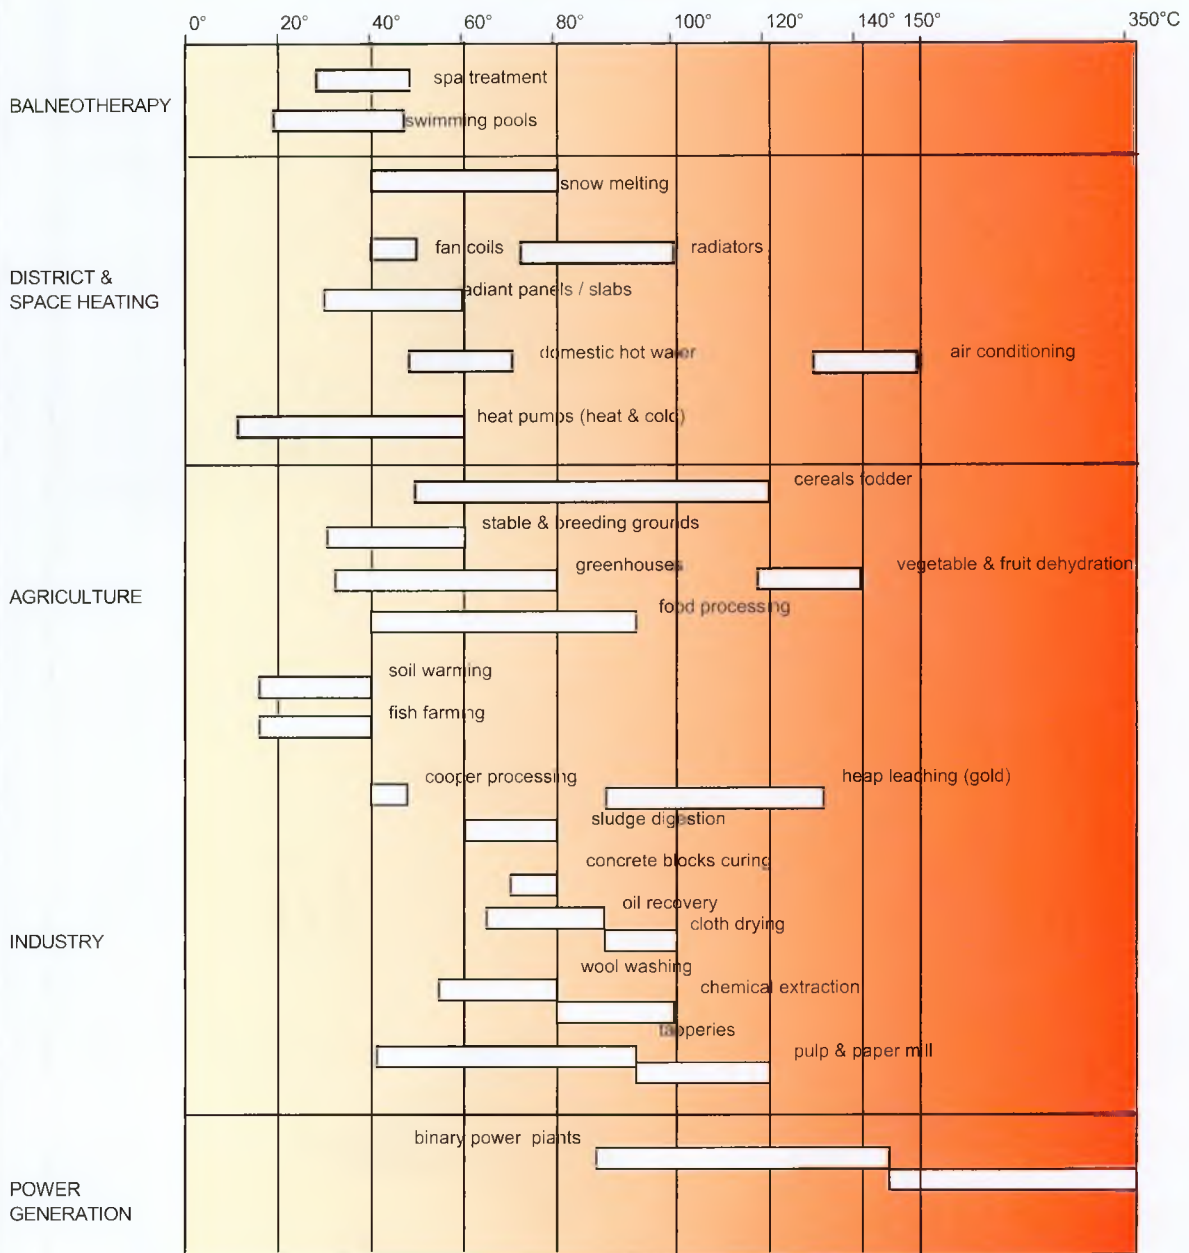 0° 20° 40° 60° 80° 100° 120° 140° 150° 350°C
BALNEOTHERAPY
spa treatment
swimming pools
DISTRICT &
SPACE HEATING
snow melting
fan coils
radiators
adiant panels / slabs
domestic hot water
air conditioning
heat pumps (heat & cold)
AGRICULTURE
cereals fodder
stable & breeding grounds
greenhouses
vegetable & fruit dehydration
food processing
soil warming
fish farming
INDUSTRY
cooper processing
heap leaching (gold)
sludge digestion
concrete blocks curing
oil recovery
cloth drying
wool washing
chemical extraction
pulp & paper mill
POWER
GENERATION
binary power plants